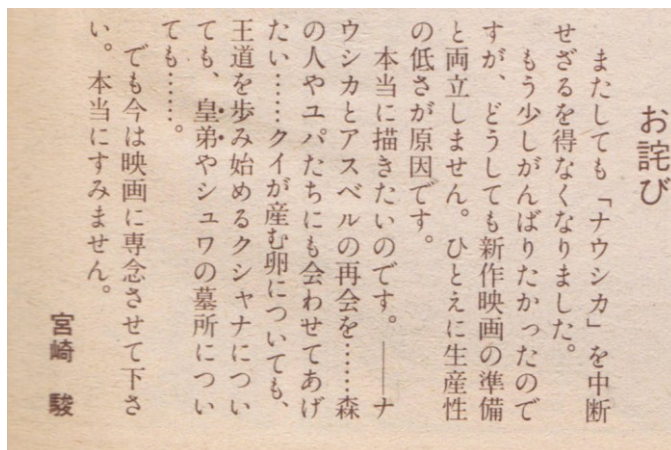 お詫び
またしても「ナウシカ」を中断
せざるを得なくなりました。
もう少しがんばりたかったので
すが、どうしても新作映画の準備
と両立しません。ひとえに生産性
の低さが原因です。
本当に描きたいのです。――ナ
ウシカとアスベルの再会を……森
の人やユパたちにも会わせてあげ
たい……クイが産む卵についても、
王道を歩み始めるクシャナについ
ても、皇弟やシュワの墓所につい
ても……。
でも今は映画に専念させて下さ
い。本当にすみません。
宮崎 駿